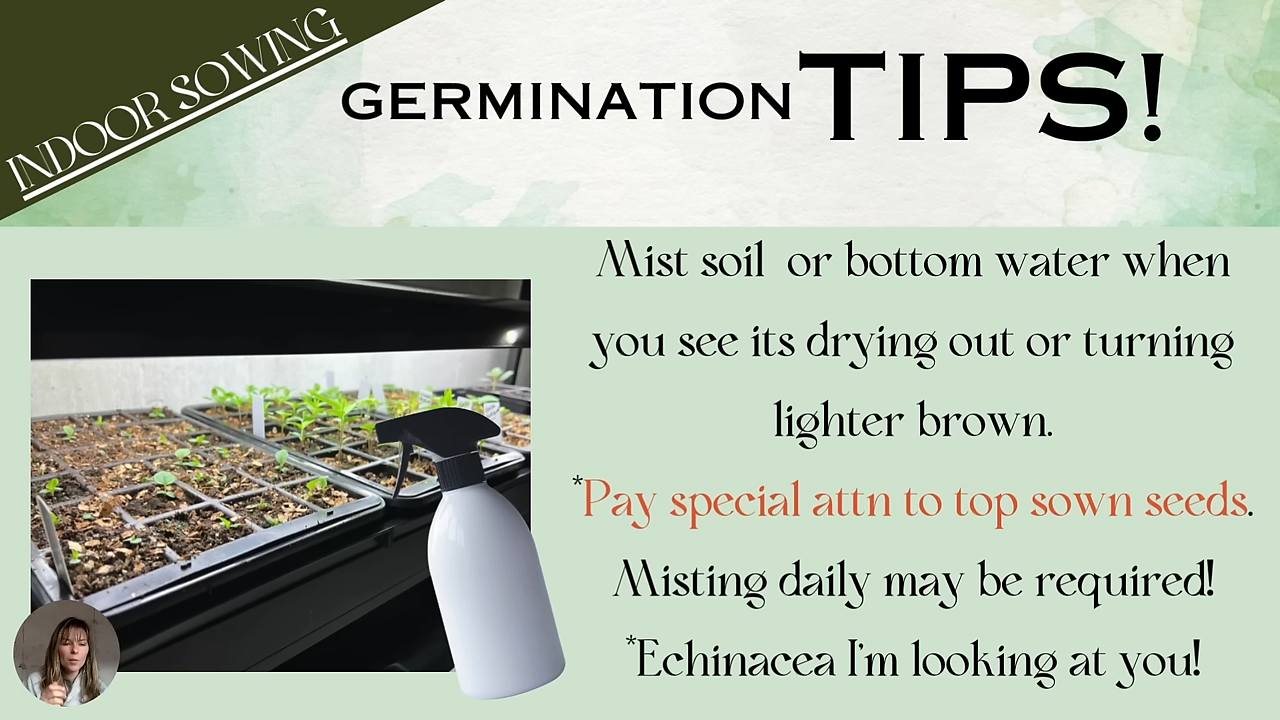 INDOOR SOWING
GERMINATION TIPS!
Mist soil or bottom water when
you see its drying out or turning
lighter brown.
*Pay special attn to top sown seeds.
Misting daily may be required!
*Echinacea I'm looking at you!